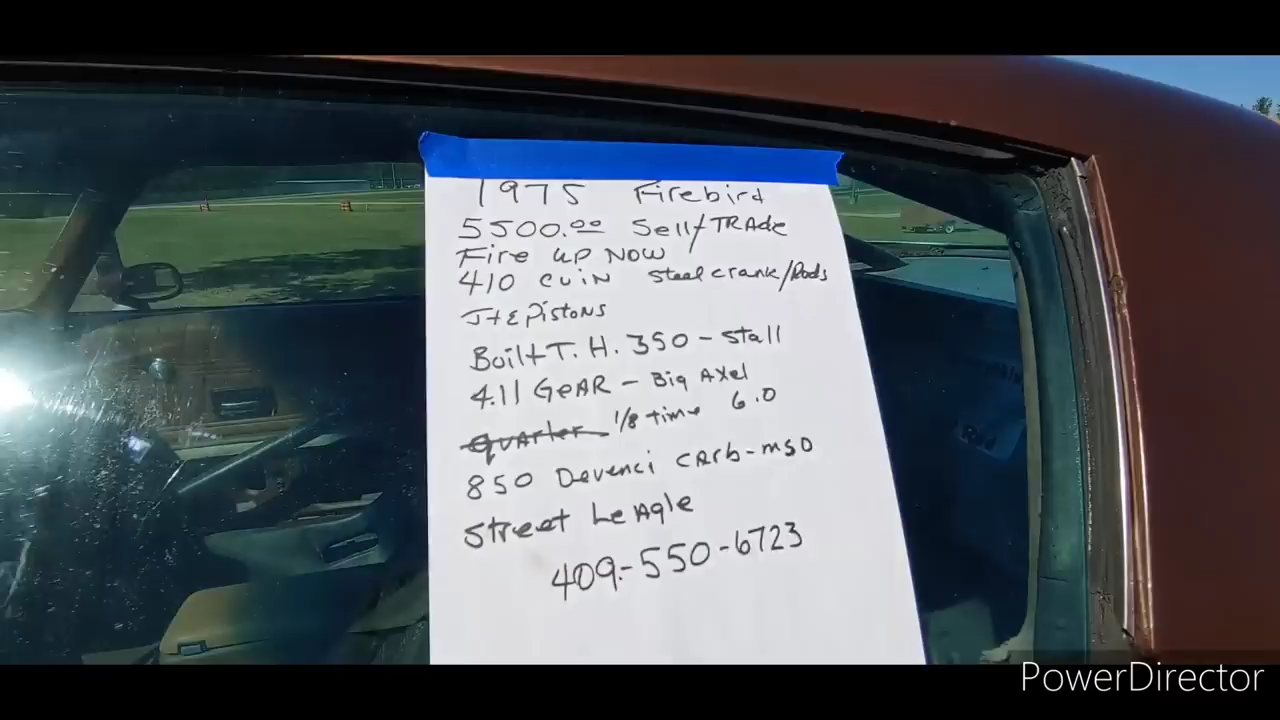 1975 Firebird
5500.00 Sell/TRAde
Fire up NOW
410 cuiN steel crank/Rods
J+E PistoNs
Built T. H. 350 - Stall
4.11 GeAR - Big Axel
QuArter 1/8 time 6.0
850 Devenci cARb-mSD
Street LeAgle
409-550-6723
PowerDirector